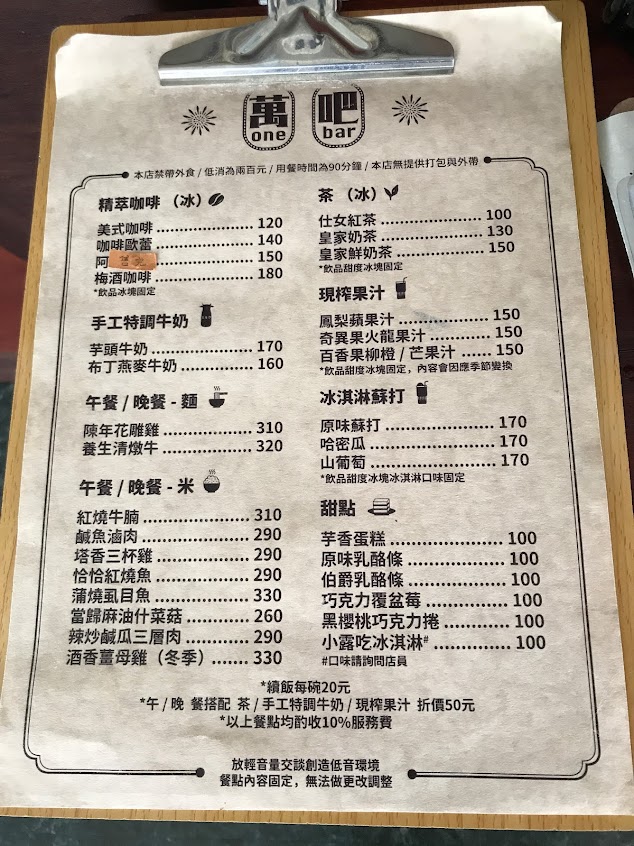 萬 吧
one bar
本店禁帶外食 / 低消為兩百元 / 用餐時間為90分鐘 / 本店無提供打包與外帶
精萃咖啡 （冰）
美式咖啡 120
咖啡歐蕾 140
阿 售完 150
梅酒咖啡 180
*飲品冰塊固定
手工特調牛奶
芋頭牛奶 170
布丁燕麥牛奶 160
午餐 / 晚餐 - 麵
陳年花雕雞 310
養生清燉牛 320
午餐 / 晚餐 - 米
紅燒牛腩 310
鹹魚滷肉 290
塔香三杯雞 290
恰恰紅燒魚 290
蒲燒虱目魚 330
當歸麻油什菜菇 260
辣炒鹹瓜三層肉 290
酒香薑母雞（冬季） 330
茶 （冰）
仕女紅茶 100
皇家奶茶 130
皇家鮮奶茶 150
*飲品甜度冰塊固定
現榨果汁
鳳梨蘋果汁 150
奇異果火龍果汁 150
百香果柳橙 / 芒果汁 150
*飲品甜度冰塊固定，內容會因應季節變換
冰淇淋蘇打
原味蘇打 170
哈密瓜 170
山葡萄 170
*飲品甜度冰塊冰淇淋口味固定
甜點
芋香蛋糕 100
原味乳酪條 100
伯爵乳酪條 100
巧克力覆盆莓 100
黑櫻桃巧克力捲 100
小露吃冰淇淋# 100
#口味請詢問店員
*續飯每碗20元
*午 / 晚 餐搭配 茶 / 手工特調牛奶 / 現榨果汁 折價50元
*以上餐點均酌收10%服務費
放輕音量交談創造低音環境
餐點內容固定，無法做更改調整